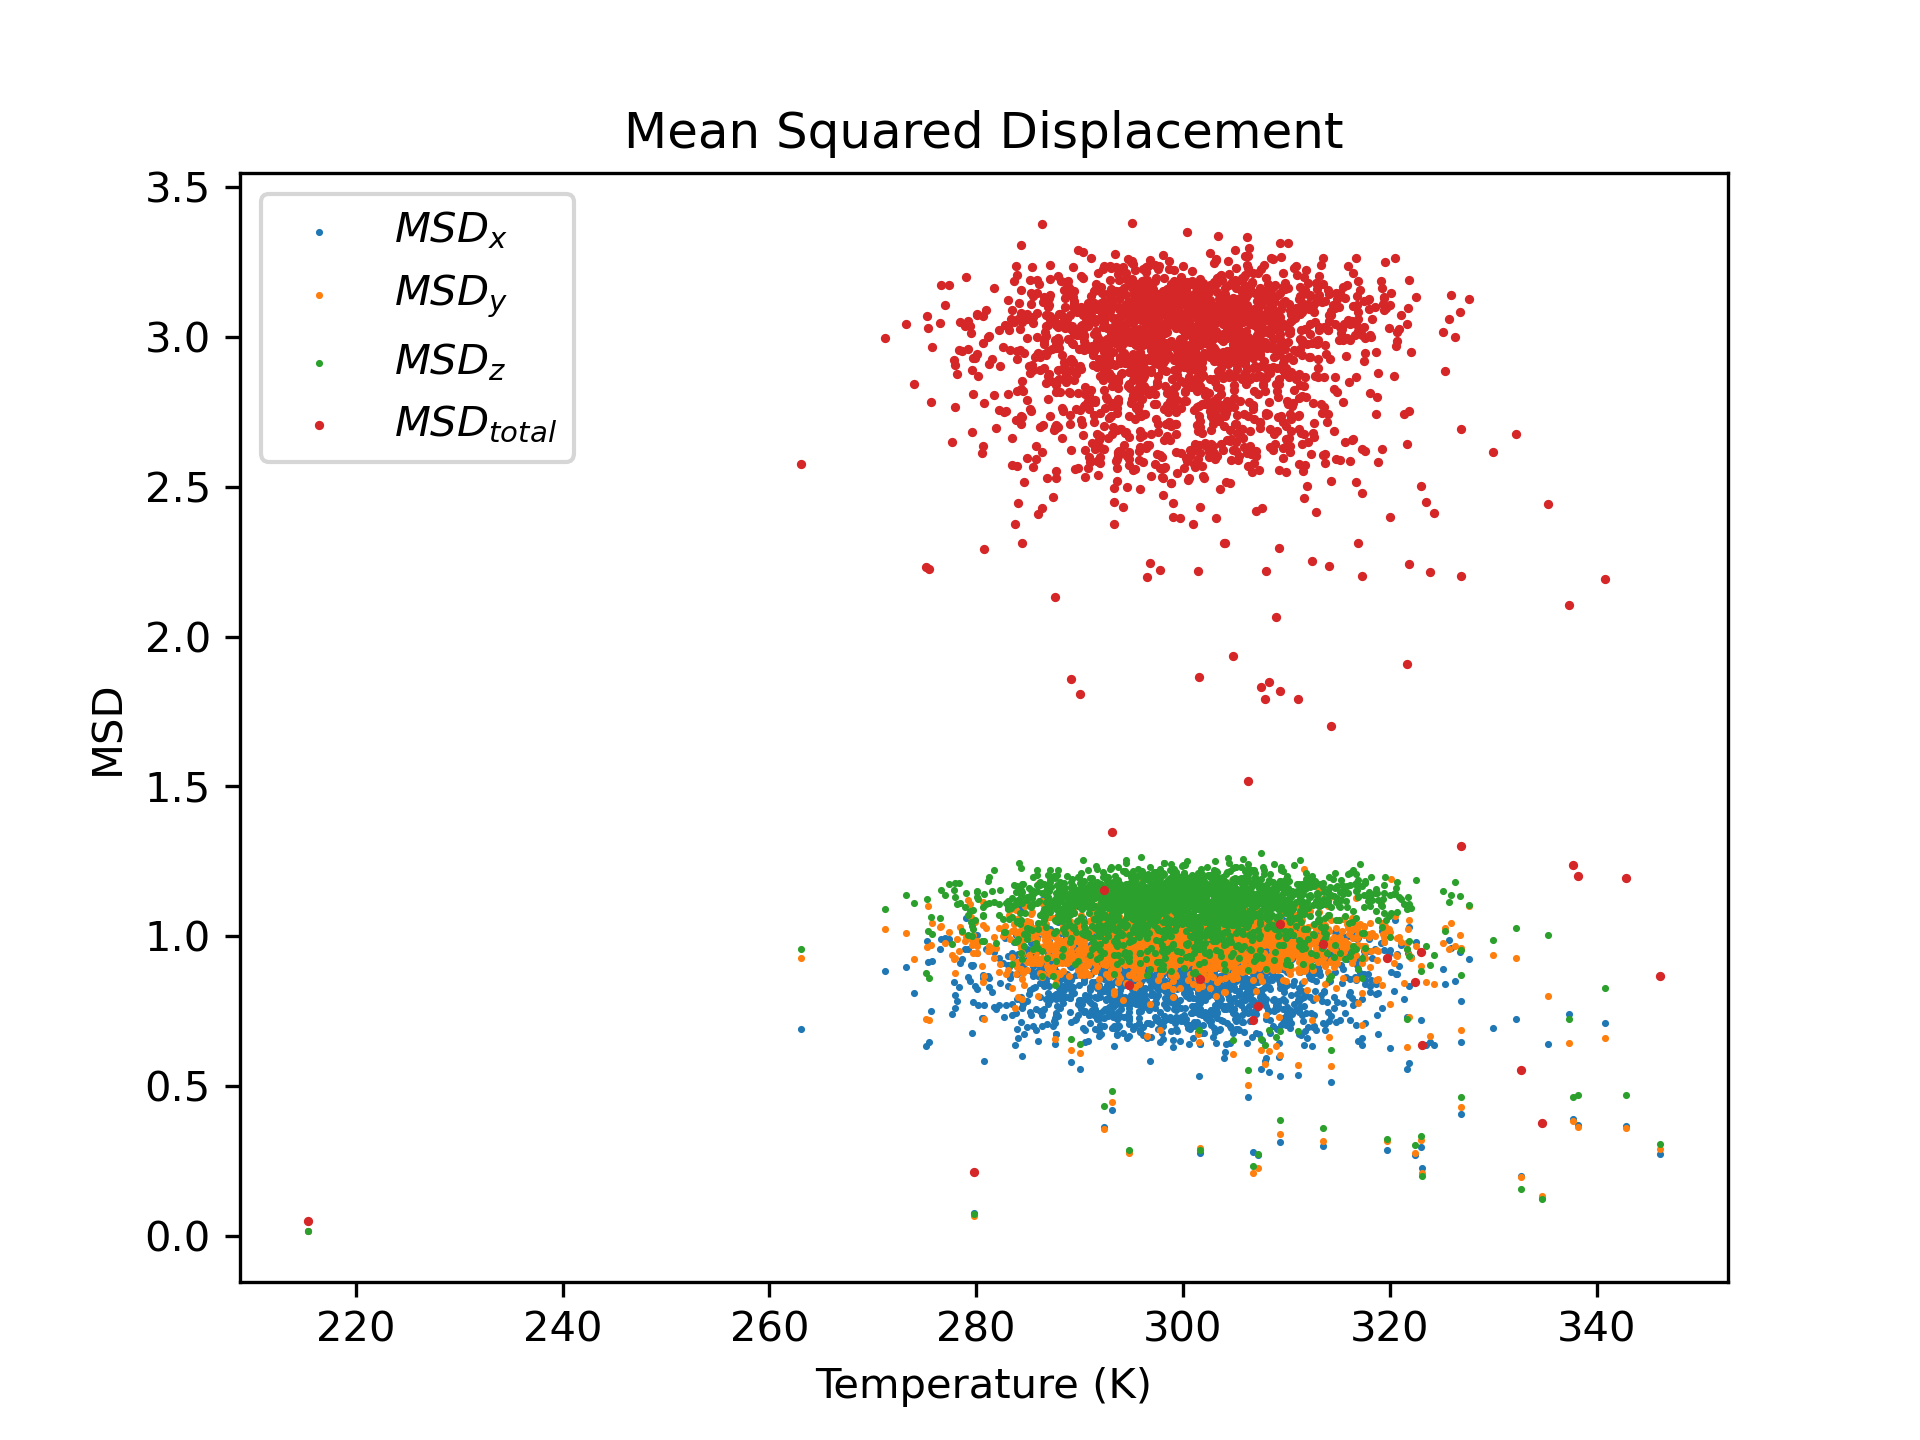 Mean Squared Displacement
3.5
3.0
2.5
2.0
1.5
1.0
0.5
0.0
MSD
MSD_x
MSD_y
MSD_z
MSD_total
220 240 260 280 300 320 340
Temperature (K)